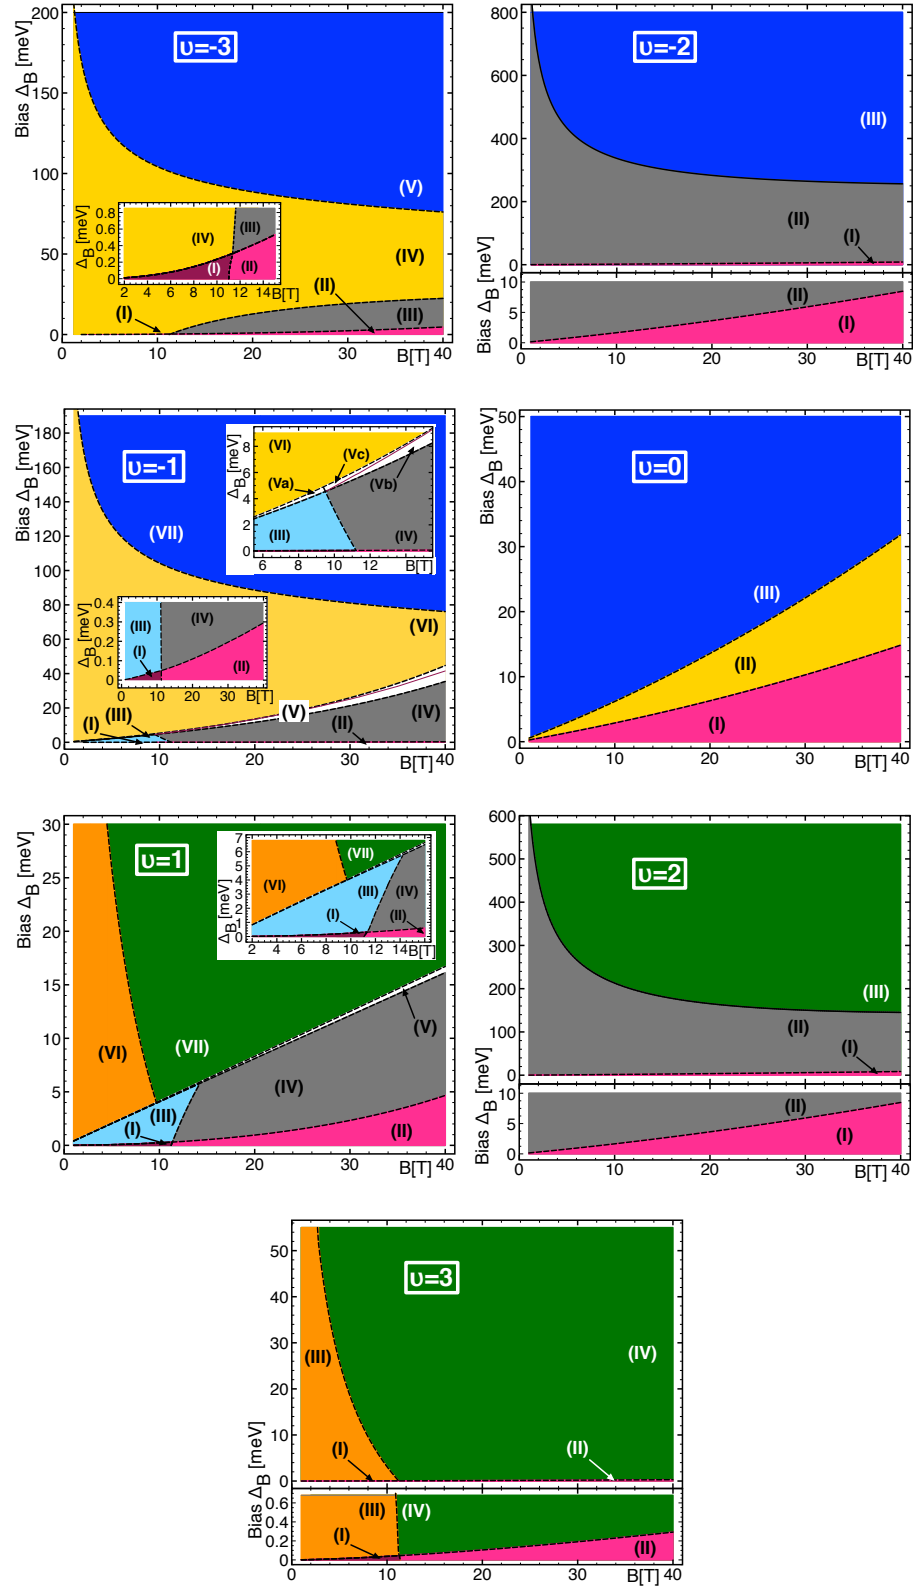 υ=-3
Bias Δ_B [meV]
200
150
100
50
0
(V)
(IV)
(III)
(II)
(I)
Δ_B [meV]
0.8
0.6
0.4
0.2
0
(IV)
(III)
(I)
(II)
2 4 6 8 10 12 14 B[T]
0 10 20 30 B[T] 40
υ=-2
Bias Δ_B [meV]
800
600
400
200
0
(III)
(II)
(I)
Bias Δ_B [meV]
10
5
0
(II)
(I)
0 10 20 30 B[T] 40
υ=-1
Bias Δ_B [meV]
180
160
140
120
100
80
60
40
20
0
(VII)
(VI)
(V)
(IV)
(III)
(II)
(I)
Δ_B [meV]
8
6
4
2
0
(VI)
(Vc)
(Va)
(Vb)
(III)
(IV)
6 8 10 12 14 B[T]
Δ_B [meV]
0.4
0.3
0.2
0.1
0
(III)
(IV)
(I)
(II)
0 10 20 30 B[T]
0 10 20 30 B[T] 40
υ=0
Bias Δ_B [meV]
50
40
30
20
10
0
(III)
(II)
(I)
0 10 20 30 B[T] 40
υ=1
Bias Δ_B [meV]
30
25
20
15
10
5
0
(VI)
(VII)
(V)
(IV)
(III)
(I)
(II)
Δ_B [meV]
7
6
5
4
3
2
1
0
(VII)
(VI)
(III)
(IV)
(I)
(II)
2 4 6 8 10 12 14 B[T] 16
0 10 20 30 B[T] 40
υ=2
Bias Δ_B [meV]
600
500
400
300
200
100
0
(III)
(II)
(I)
Bias Δ_B [meV]
10
5
0
(II)
(I)
0 10 20 30 B[T] 40
υ=3
Bias Δ_B [meV]
50
40
30
20
10
0
(III)
(IV)
(I)
(II)
Bias Δ_B [meV]
0.6
0.4
0.2
0
(III)
(IV)
(I)
(II)
0 10 20 30 B[T] 40